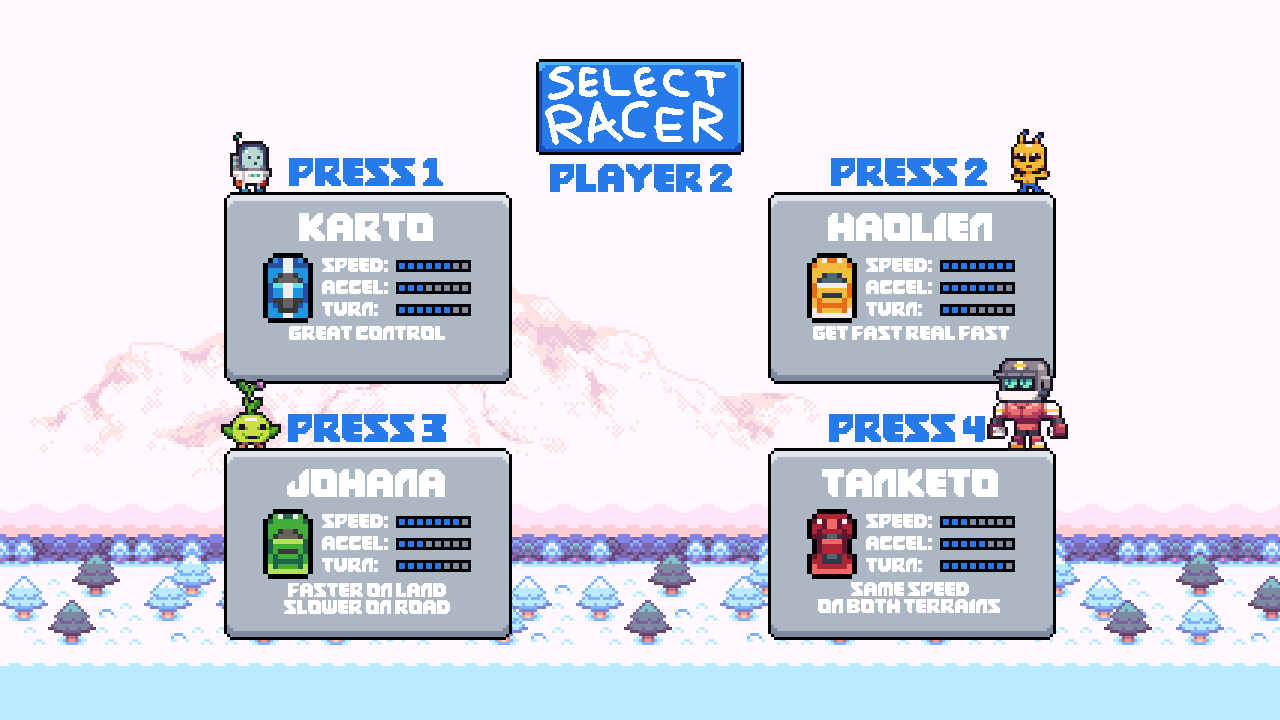 SELECT
RACER
PLAYER 2
PRESS 1
KARTO
SPEED:
ACCEL:
TURN:
GREAT CONTROL
PRESS 2
HAOLIEN
SPEED:
ACCEL:
TURN:
GET FAST REAL FAST
PRESS 3
JOHANA
SPEED:
ACCEL:
TURN:
FASTER ON LAND
SLOWER ON ROAD
PRESS 4
TANKETO
SPEED:
ACCEL:
TURN:
SAME SPEED
ON BOTH TERRAINS